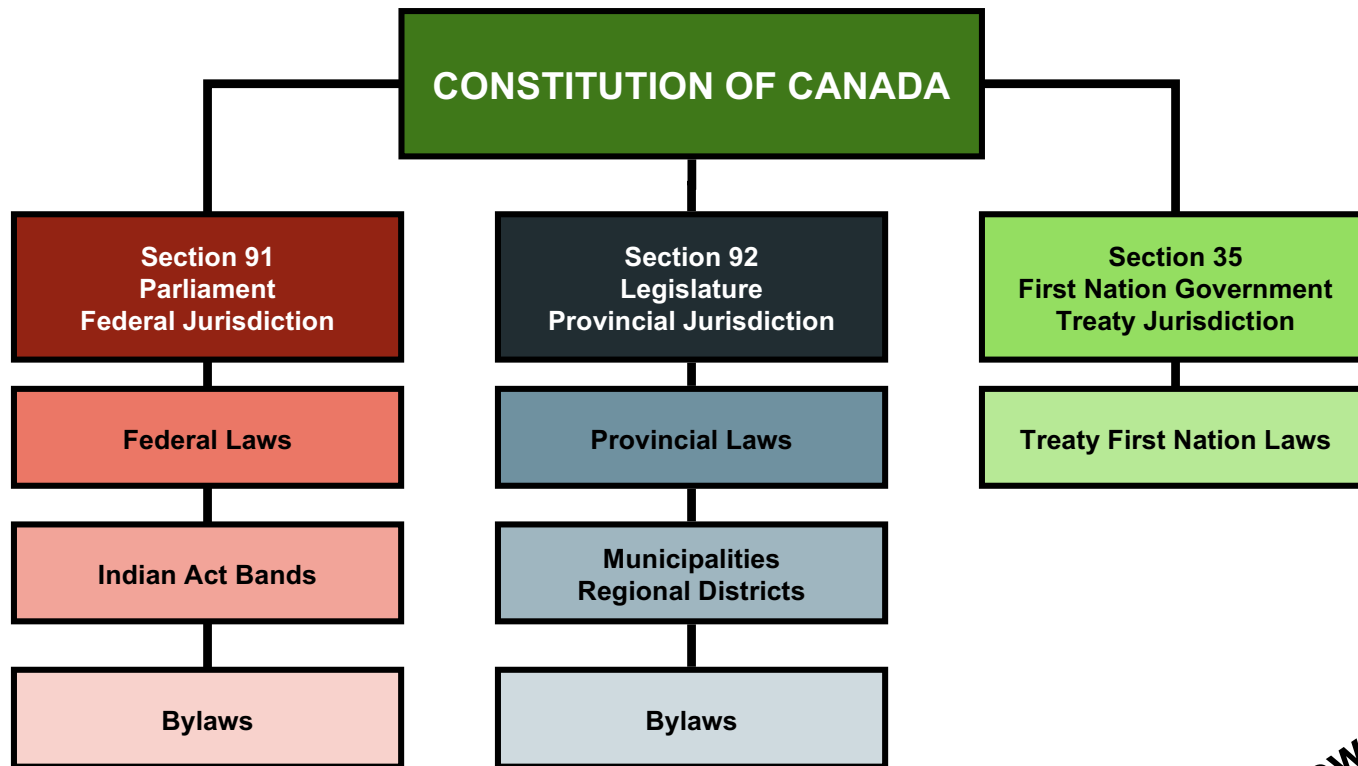 CONSTITUTION OF CANADA
Section 91
Parliament
Federal Jurisdiction
Section 92
Legislature
Provincial Jurisdiction
Section 35
First Nation Government
Treaty Jurisdiction
Federal Laws
Provincial Laws
Treaty First Nation Laws
Indian Act Bands
Municipalities
Regional Districts
Bylaws
Bylaws